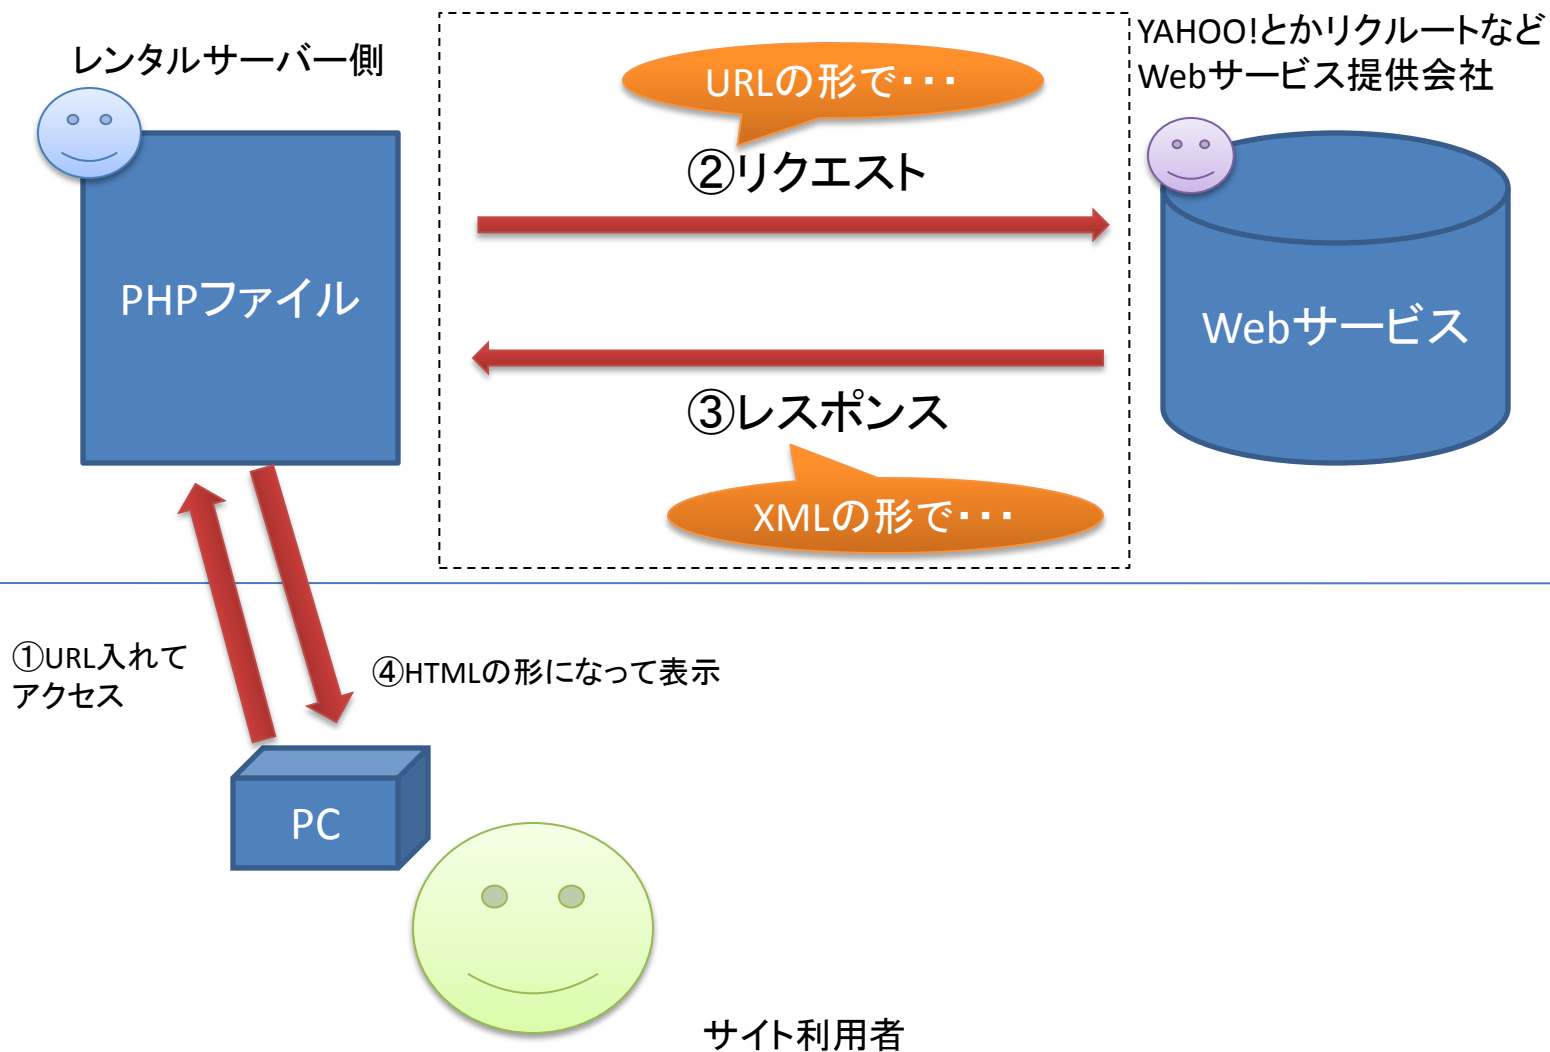 レンタルサーバー側
YAHOO!とかリクルートなど
Webサービス提供会社
URLの形で・・・
②リクエスト
PHPファイル
Webサービス
③レスポンス
XMLの形で・・・
①URL入れて
アクセス
④HTMLの形になって表示
PC
サイト利用者